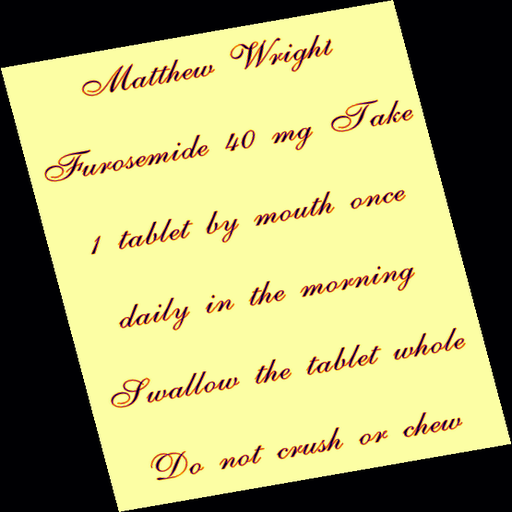 Matthew Wright
Furosemide 40 mg Take
1 tablet by mouth once
daily in the morning
Swallow the tablet whole
Do not crush or chew